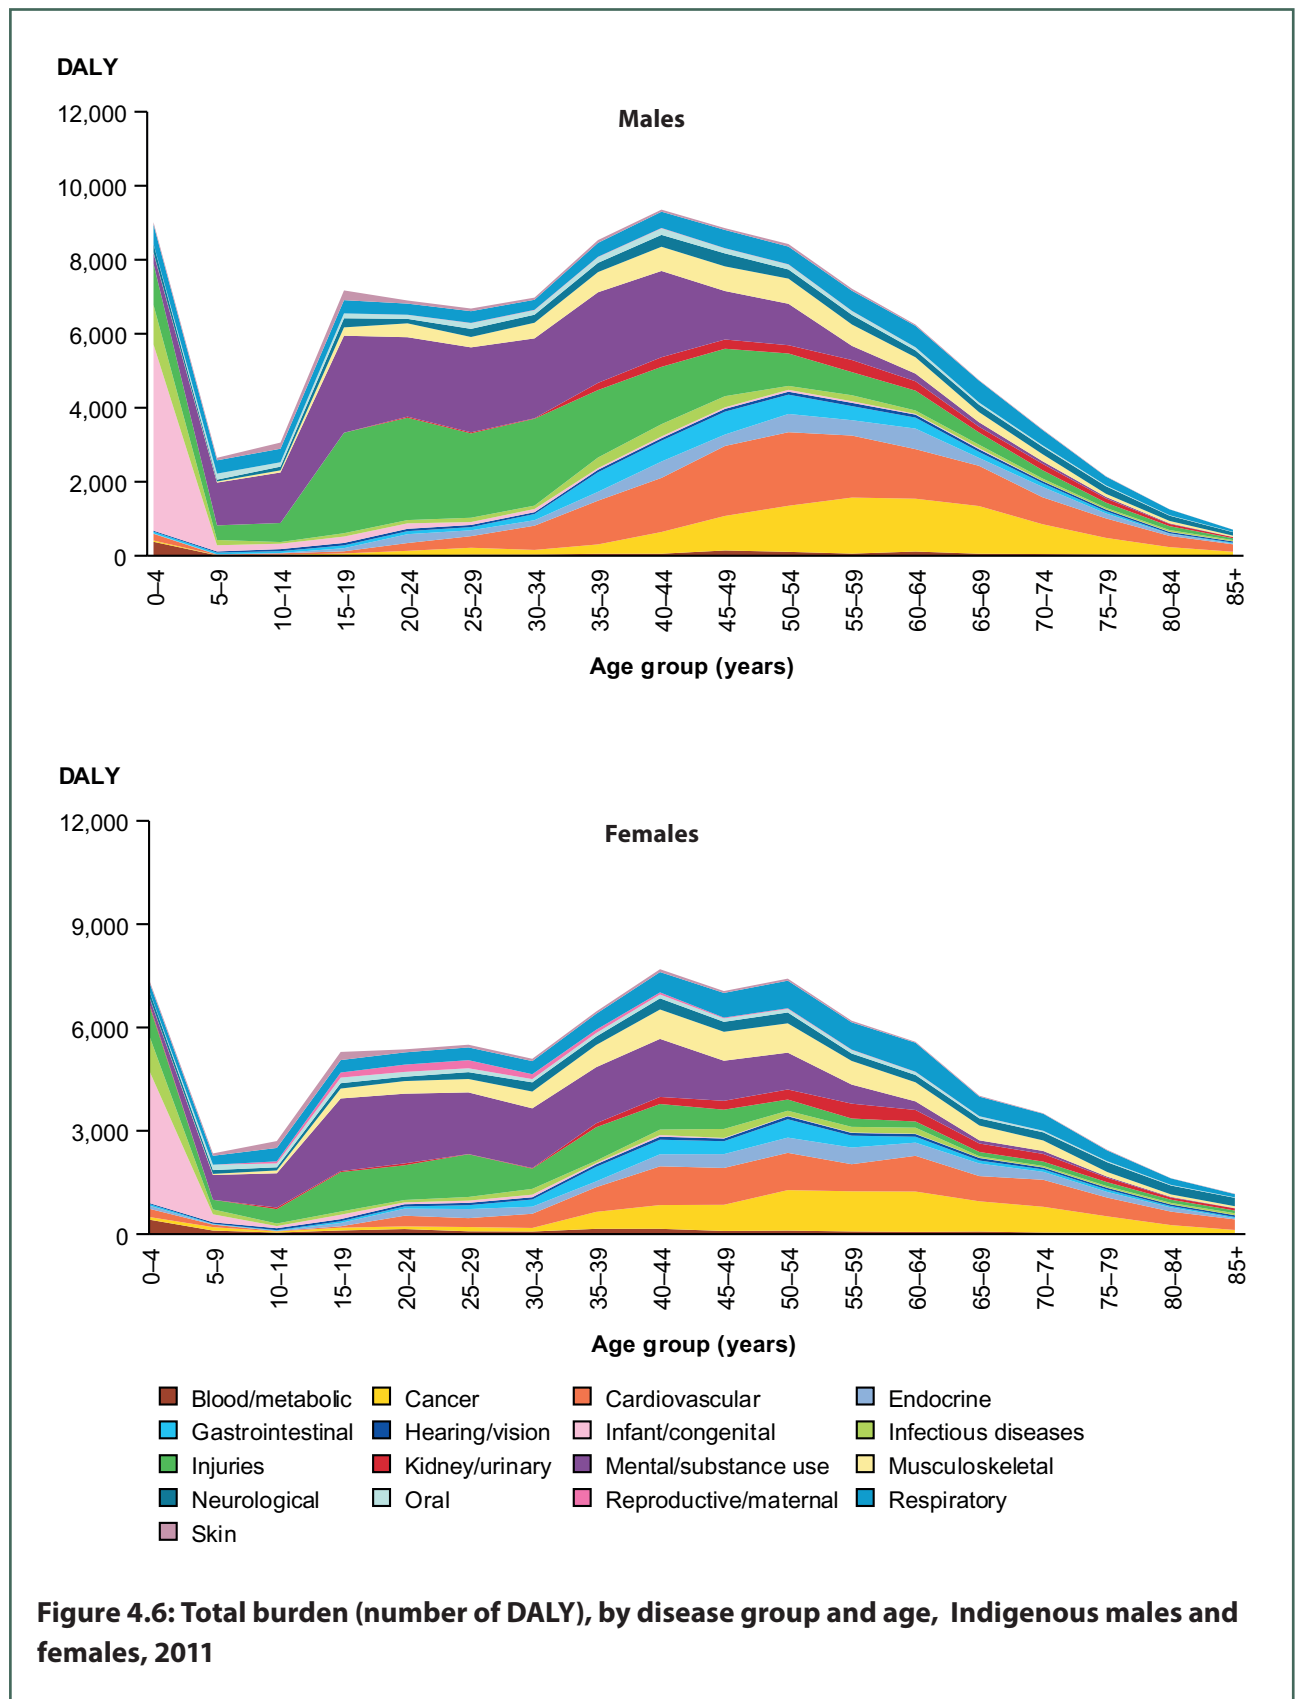 DALY
12,000
Males
10,000
8,000
6,000
4,000
2,000
0
0–4 5–9 10–14 15–19 20–24 25–29 30–34 35–39 40–44 45–49 50–54 55–59 60–64 65–69 70–74 75–79 80–84 85+
Age group (years)
DALY
12,000
Females
9,000
6,000
3,000
0
0–4 5–9 10–14 15–19 20–24 25–29 30–34 35–39 40–44 45–49 50–54 55–59 60–64 65–69 70–74 75–79 80–84 85+
Age group (years)
Blood/metabolic Cancer Cardiovascular Endocrine
Gastrointestinal Hearing/vision Infant/congenital Infectious diseases
Injuries Kidney/urinary Mental/substance use Musculoskeletal
Neurological Oral Reproductive/maternal Respiratory
Skin
Figure 4.6: Total burden (number of DALY), by disease group and age, Indigenous males and
females, 2011